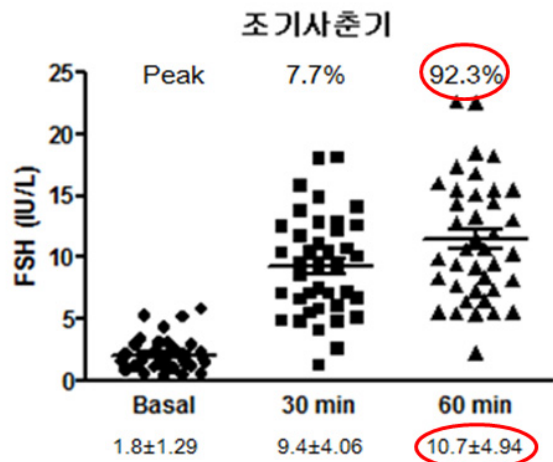 조기사춘기
Peak 7.7% 92.3%
25
20
15
10
5
0
FSH (IU/L)
Basal 30 min 60 min
1.8±1.29 9.4±4.06 10.7±4.94